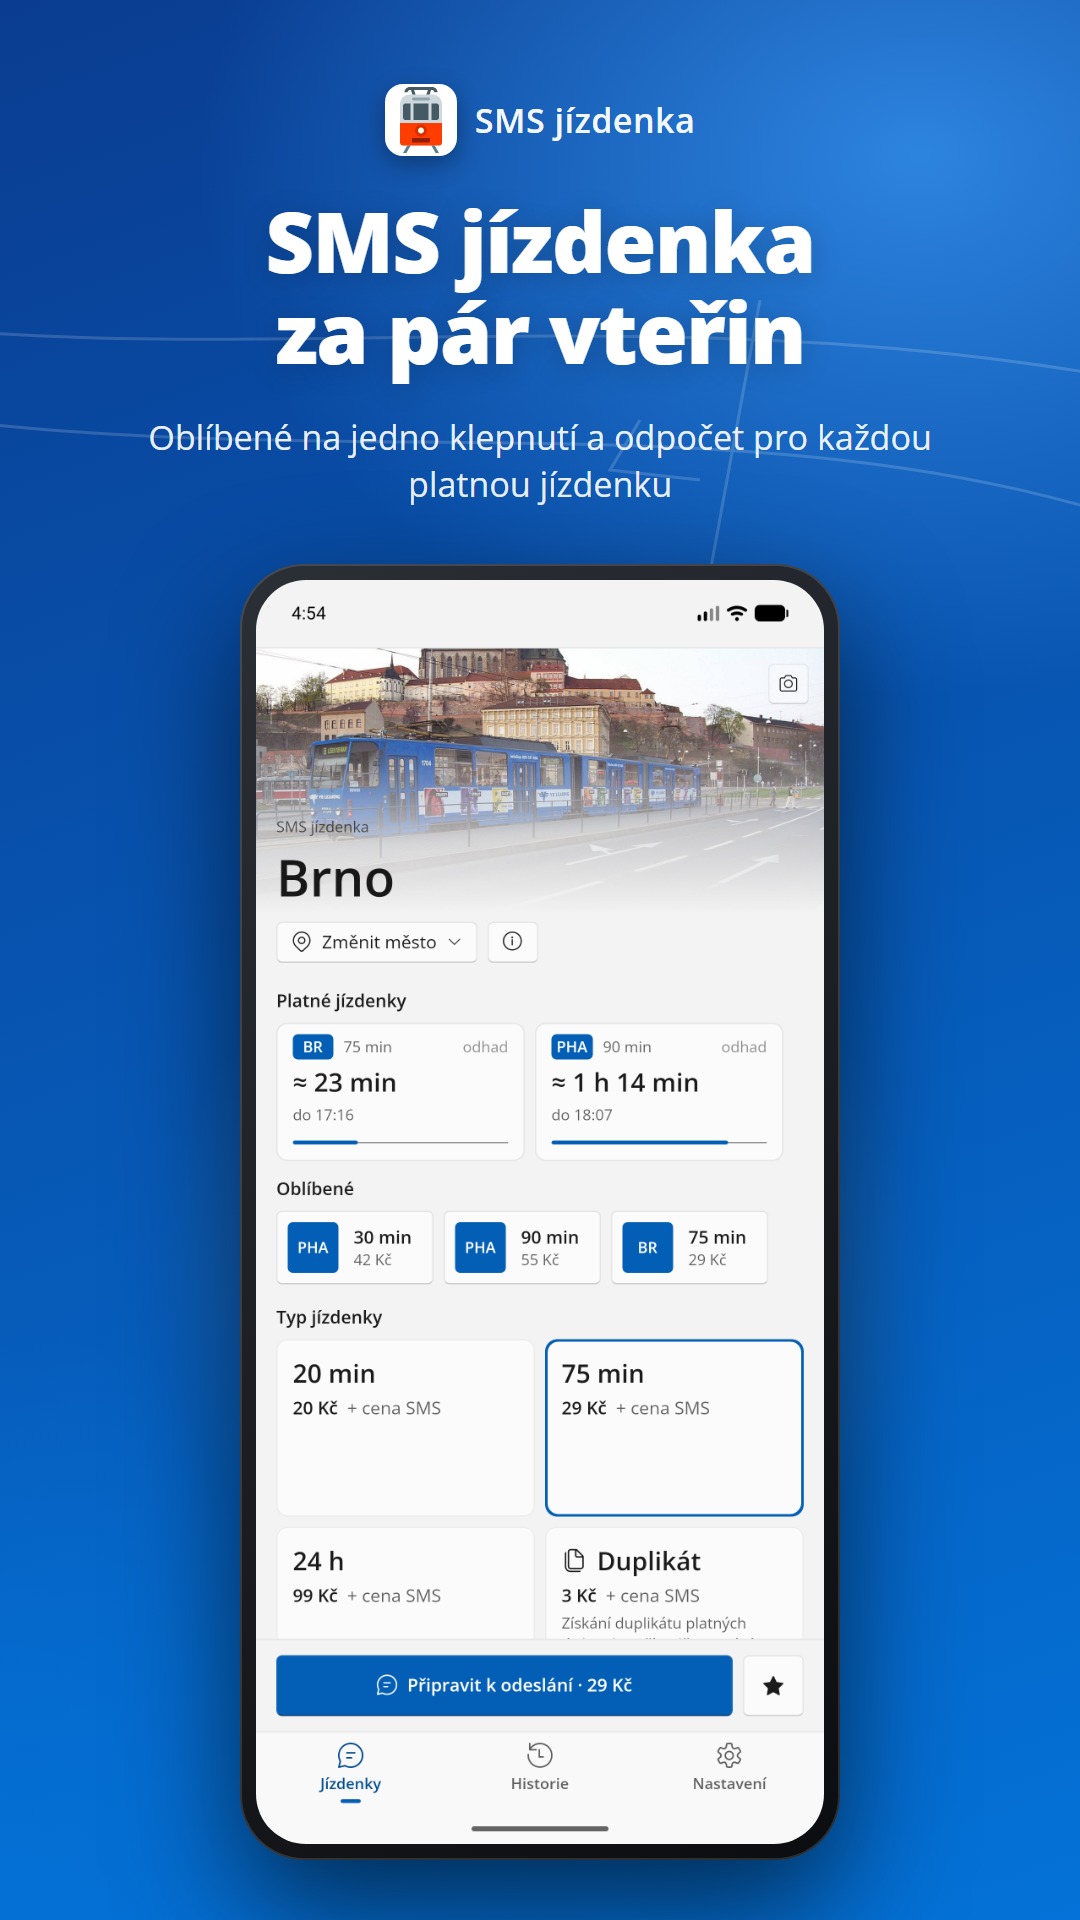 SMS jízdenka
SMS jízdenka
za pár vteřin
Oblíbené na jedno klepnutí a odpočet pro každou
platnou jízdenku
4:54
SMS jízdenka
Brno
Změnit město
Platné jízdenky
BR 75 min odhad
≈ 23 min
do 17:16
PHA 90 min odhad
≈ 1 h 14 min
do 18:07
Oblíbené
PHA 30 min
42 Kč
PHA 90 min
55 Kč
BR 75 min
29 Kč
Typ jízdenky
20 min
20 Kč + cena SMS
75 min
29 Kč + cena SMS
24 h
99 Kč + cena SMS
Duplikát
3 Kč + cena SMS
Získání duplikátu platných
Připravit k odeslání · 29 Kč
Jízdenky
Historie
Nastavení